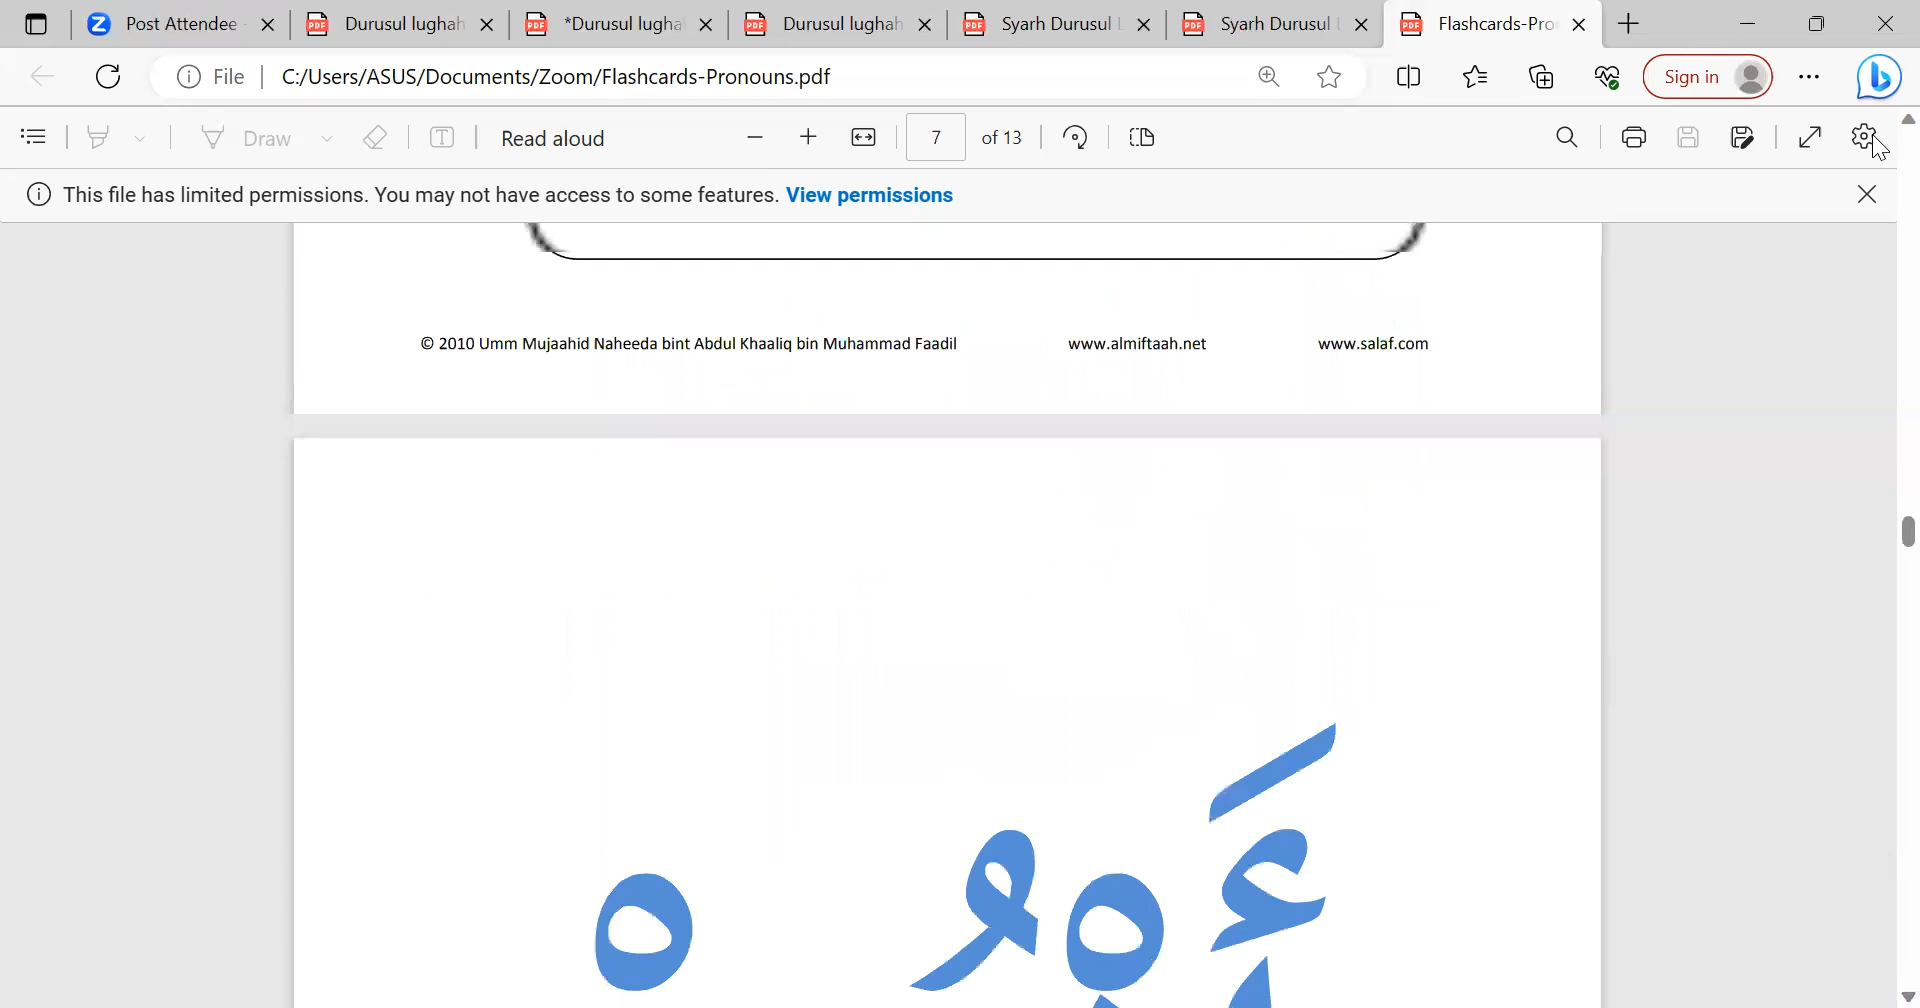 Post Attendee -
Durusul lughah
*Durusul lugha
Durusul lughah
Syarh Durusul L
Syarh Durusul L
Flashcards-Pro
File
C:/Users/ASUS/Documents/Zoom/Flashcards-Pronouns.pdf
Sign in
Draw
Read aloud
7 of 13
This file has limited permissions. You may not have access to some features. View permissions
© 2010 Umm Mujaahid Naheeda bint Abdul Khaaliq bin Muhammad Faadil
www.almiftaah.net
www.salaf.com